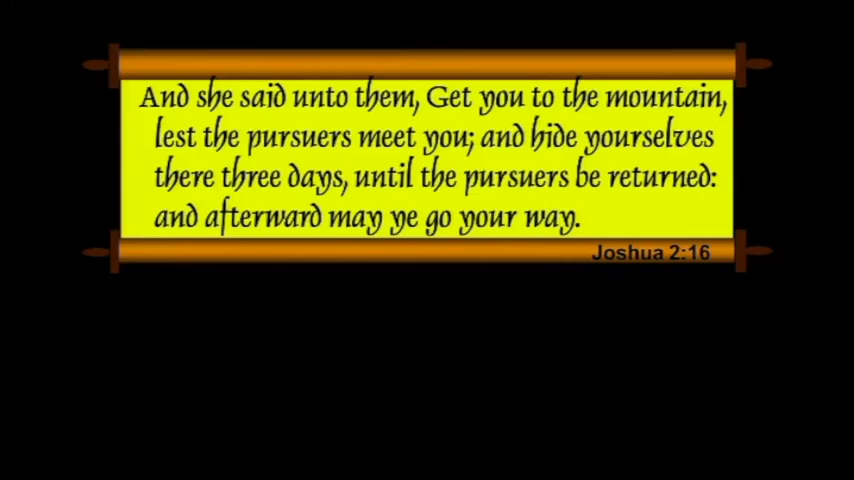 And she said unto them, Get you to the mountain,
lest the pursuers meet you; and hide yourselves
there three days, until the pursuers be returned:
and afterward may ye go your way.
Joshua 2:16